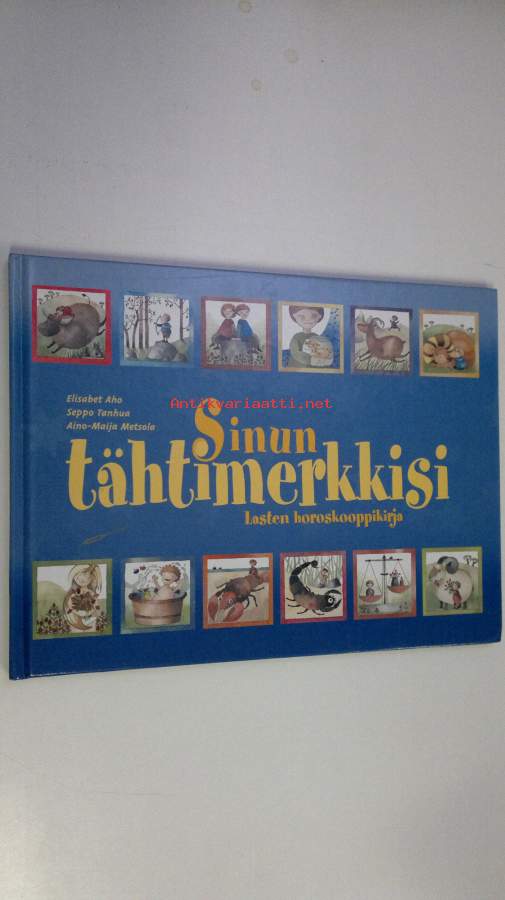 Elisabet Aho
Seppo Tanhua
Aino-Maija Metsola
Antikvariaatti.net
Sinun
tähtimerkkisi
Lasten horoskooppikirja